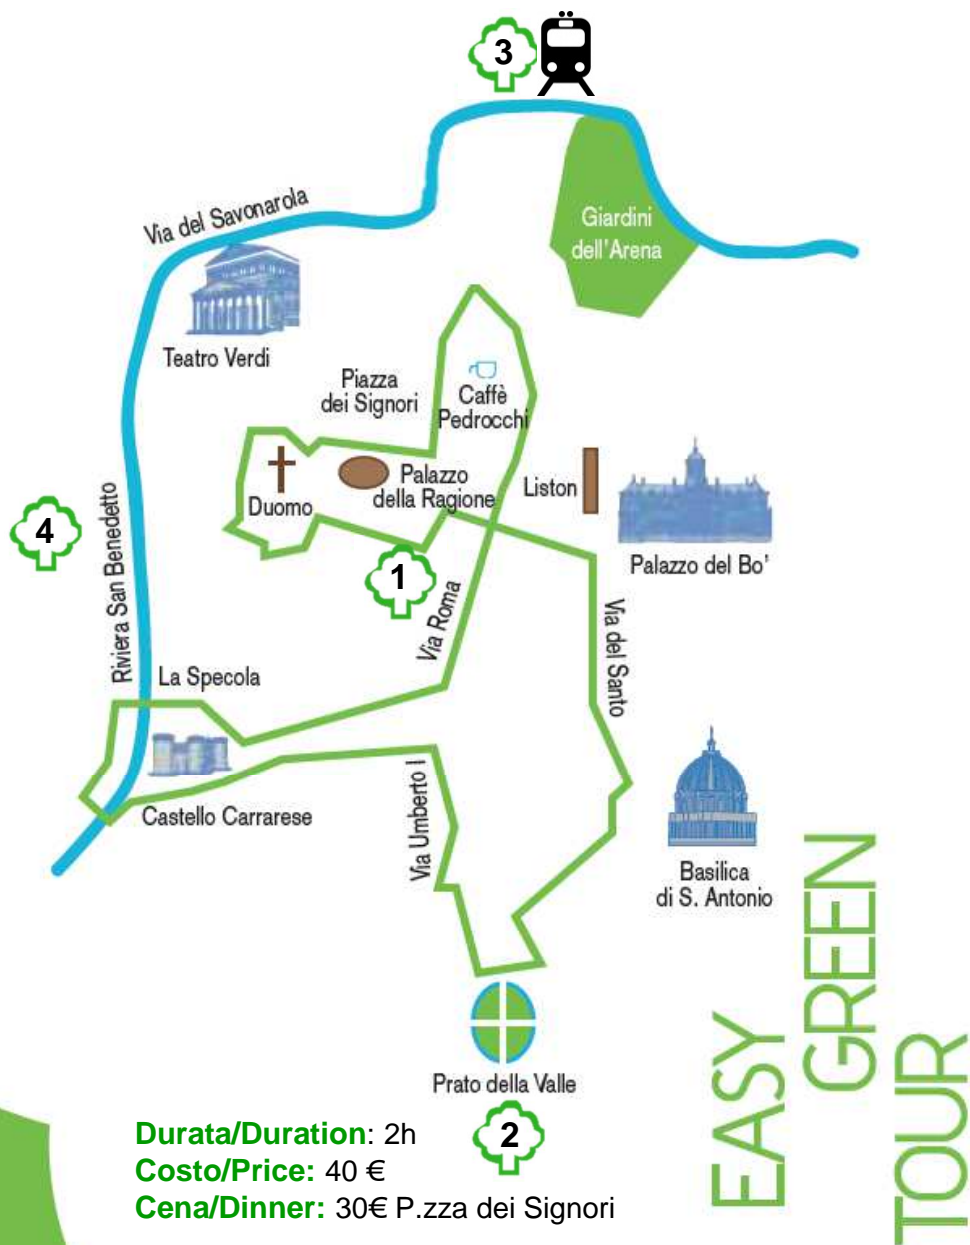 3
Via del Savonarola
Giardini
dell'Arena
Teatro Verdi
Piazza
dei Signori
Caffè
Pedrocchi
Duomo
Palazzo
della Ragione
Liston
Palazzo del Bo'
4
Riviera San Benedetto
1
Via Roma
Via del Santo
La Specola
Castello Carrarese
Via Umberto I
Basilica
di S. Antonio
Prato della Valle
2
Durata/Duration: 2h
Costo/Price: 40 €
Cena/Dinner: 30€ P.zza dei Signori
EASY
GREEN
TOUR